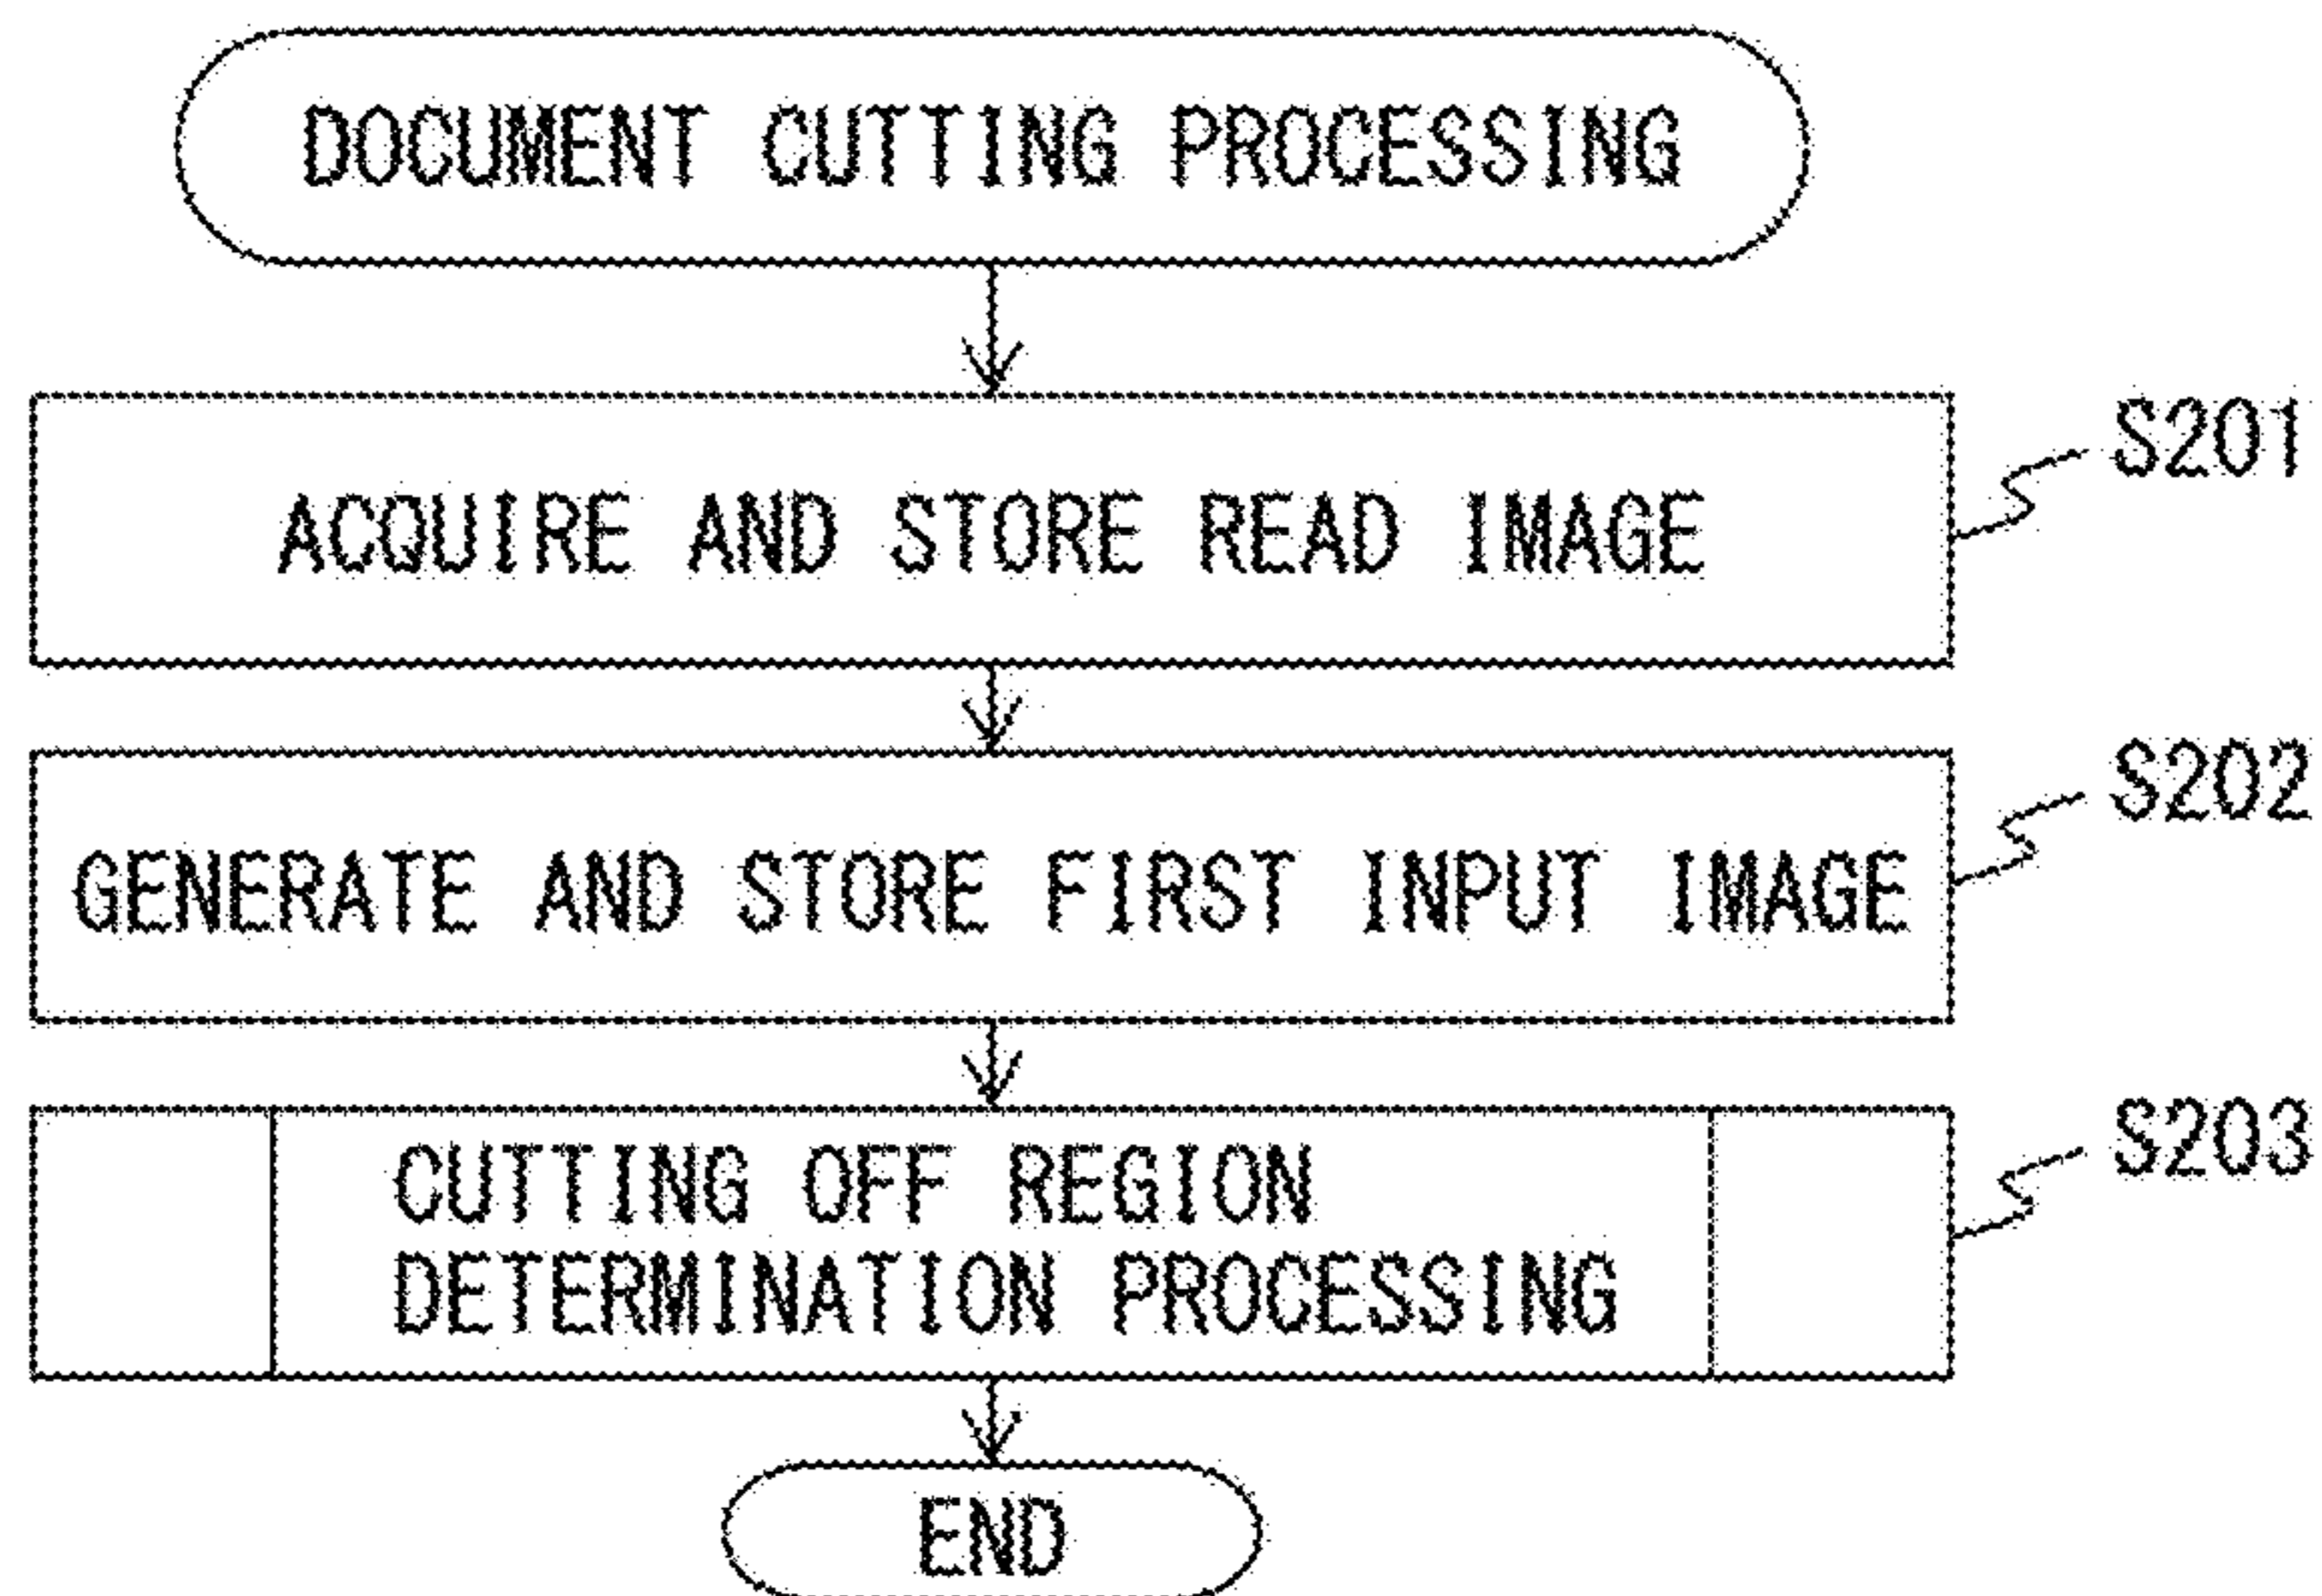 DOCUMENT CUTTING PROCESSING
ACQUIRE AND STORE READ IMAGE
S201
GENERATE AND STORE FIRST INPUT IMAGE
S202
CUTTING OFF REGION
DETERMINATION PROCESSING
S203
END